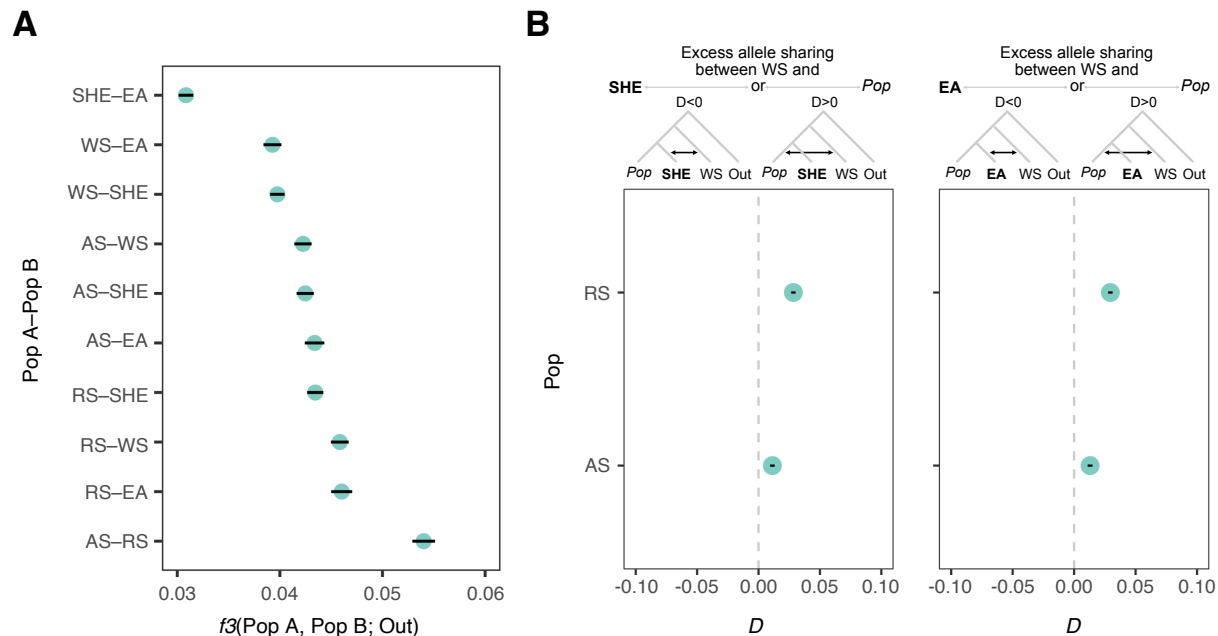 A
Pop A–Pop B
SHE–EA
WS–EA
WS–SHE
AS–WS
AS–SHE
AS–EA
RS–SHE
RS–WS
RS–EA
AS–RS
0.03 0.04 0.05 0.06
f3(Pop A, Pop B; Out)
B
Excess allele sharing
between WS and
SHE or Pop
D<0 D>0
Pop SHE WS Out Pop SHE WS Out
Pop
RS
AS
-0.10 -0.05 0.00 0.05 0.10
D
Excess allele sharing
between WS and
EA or Pop
D<0 D>0
Pop EA WS Out Pop EA WS Out
-0.10 -0.05 0.00 0.05 0.10
D